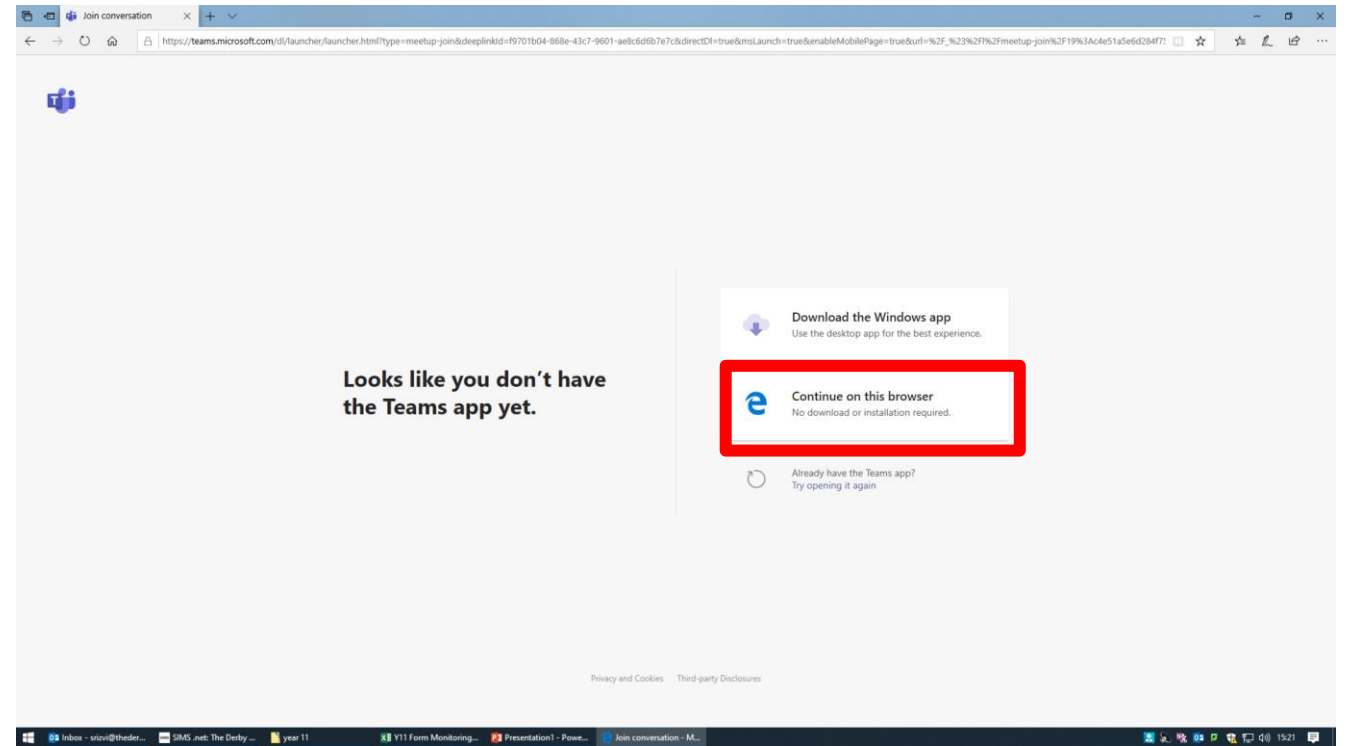 Join conversation
https://teams.microsoft.com/dl/launcher/launcher.html?type=meetup-join&deeplinkId=f9701b04-868e-43c7-9601-ae8c6d6b7e7c&directDl=true&msLaunch=true&enableMobilePage=true&url=%2F_%23%2Fl%2Fmeetup-join%2F19%3Ac4e51a5e6d284f7
T
Download the Windows app
Use the desktop app for the best experience.
Looks like you don't have
the Teams app yet.
Continue on this browser
No download or installation required.
Already have the Teams app?
Try opening it again
Privacy and Cookies Third-party Disclosures
Inbox - srizvi@theder... SIMS .net: The Derby ... year 11 Y11 Form Monitoring... Presentation1 - Powe... Join conversation - M... 15:21